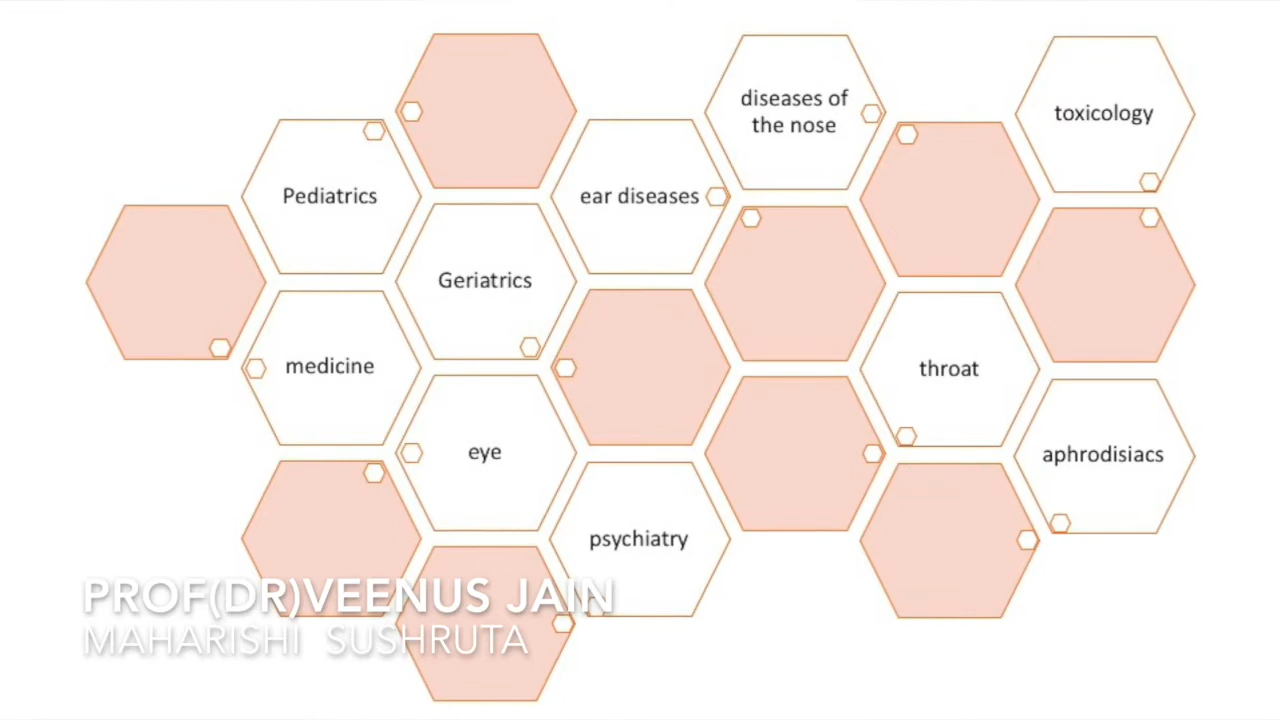 diseases of
the nose
toxicology
Pediatrics
ear diseases
Geriatrics
medicine
throat
eye
aphrodisiacs
psychiatry
PROF(DR)VEENUS JAIN
MAHARISHI SUSHRUTA